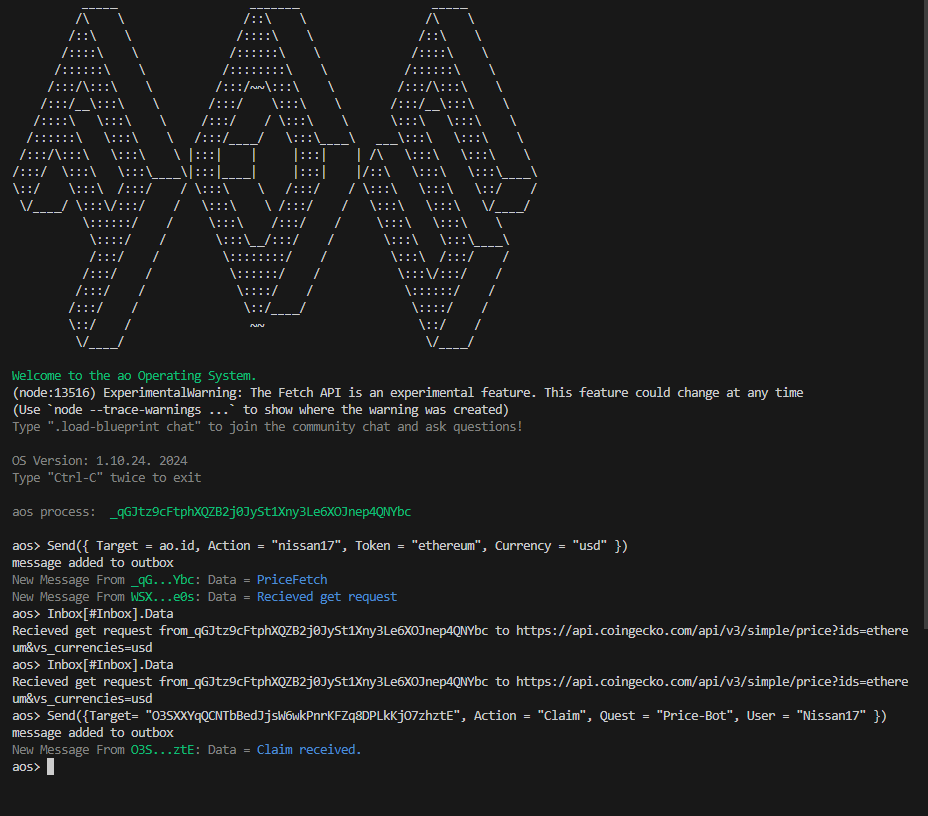 Welcome to the ao Operating System.
(node:13516) ExperimentalWarning: The Fetch API is an experimental feature. This feature could change at any time
(Use `node --trace-warnings ...` to show where the warning was created)
Type ".load-blueprint chat" to join the community chat and ask questions!
OS Version: 1.10.24. 2024
Type "Ctrl-C" twice to exit
aos process:  _qGJtz9cFtphXQZB2j0JySt1Xny3Le6XOJnep4QNYbc
aos> Send({ Target = ao.id, Action = "nissan17", Token = "ethereum", Currency = "usd" })
message added to outbox
New Message From _qG...Ybc: Data = PriceFetch
New Message From WSX...e0s: Data = Recieved get request
aos> Inbox[#Inbox].Data
Recieved get request from_qGJtz9cFtphXQZB2j0JySt1Xny3Le6XOJnep4QNYbc to https://api.coingecko.com/api/v3/simple/price?ids=ethere
um&vs_currencies=usd
aos> Inbox[#Inbox].Data
Recieved get request from_qGJtz9cFtphXQZB2j0JySt1Xny3Le6XOJnep4QNYbc to https://api.coingecko.com/api/v3/simple/price?ids=ethere
um&vs_currencies=usd
aos> Send({Target= "O3SXXYqQCNTbBedJjsW6wkPnrKFZq8DPLkKjO7zhztE", Action = "Claim", Quest = "Price-Bot", User = "Nissan17" })
message added to outbox
New Message From O3S...ztE: Data = Claim received.
aos>